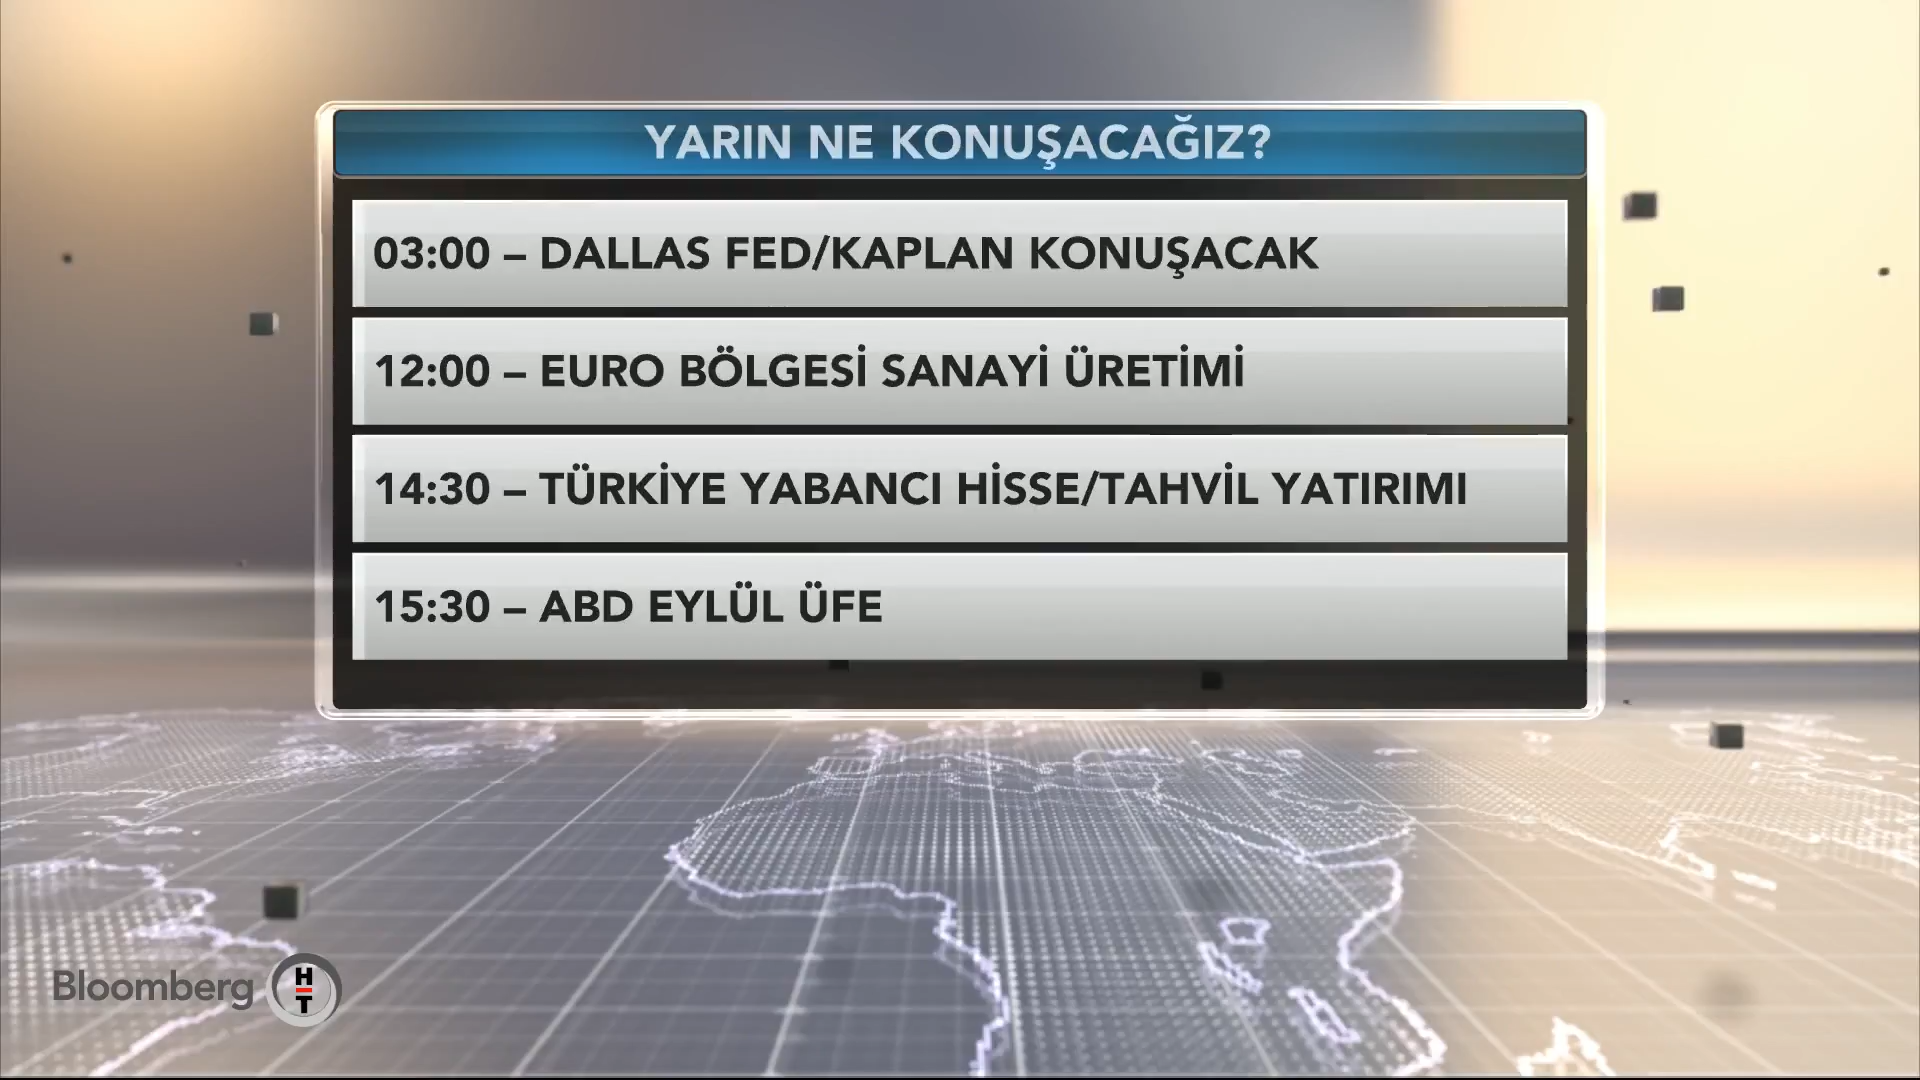 YARIN NE KONUŞACAĞIZ?
03:00 – DALLAS FED/KAPLAN KONUŞACAK
12:00 – EURO BÖLGESİ SANAYİ ÜRETİMİ
14:30 – TÜRKİYE YABANCI HİSSE/TAHVİL YATIRIMI
15:30 – ABD EYLÜL ÜFE
Bloomberg HT